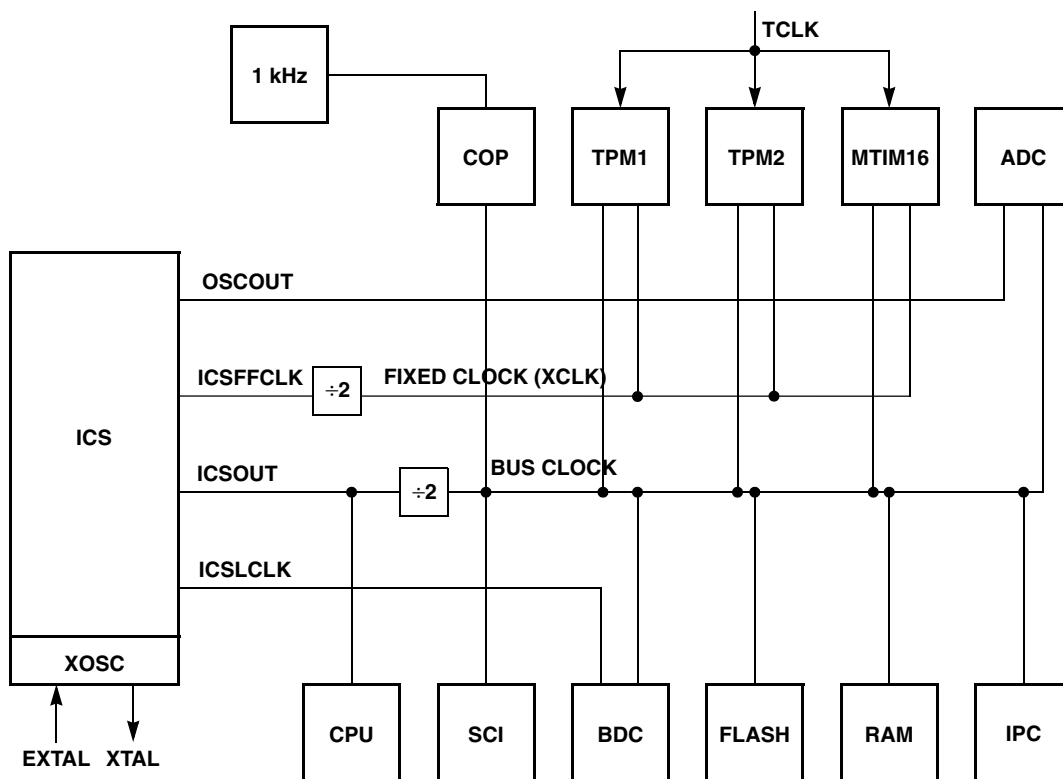 TCLK
1 kHz
COP
TPM1
TPM2
MTIM16
ADC
OSCOUT
ICSFFCLK
÷2
FIXED CLOCK (XCLK)
ICS
ICSOUT
÷2
BUS CLOCK
ICSLCLK
XOSC
EXTAL
XTAL
CPU
SCI
BDC
FLASH
RAM
IPC